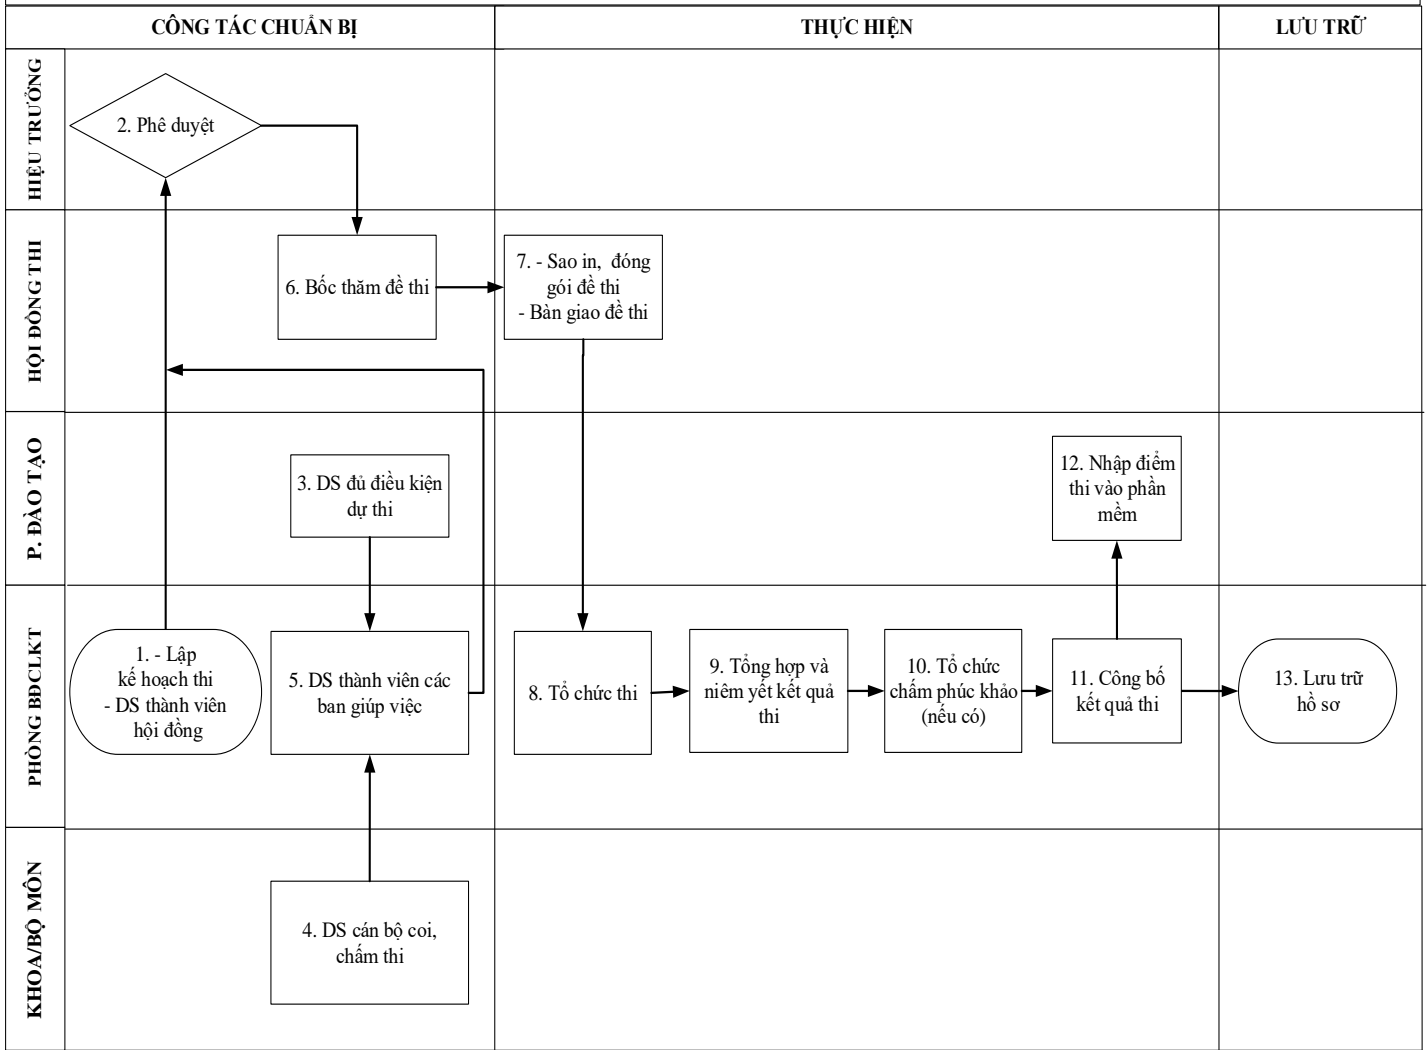 CÔNG TÁC CHUẨN BỊ
THỰC HIỆN
LƯU TRỮ
HIỆU TRƯỞNG
2. Phê duyệt
HỘI ĐỒNG THI
6. Bốc thăm đề thi
7. - Sao in, đóng
gói đề thi
- Bàn giao đề thi
P. ĐÀO TẠO
3. DS đủ điều kiện
dự thi
12. Nhập điểm
thi vào phần
mềm
PHÒNG BĐCLKT
1. - Lập
kế hoạch thi
- DS thành viên
hội đồng
5. DS thành viên các
ban giúp việc
8. Tổ chức thi
9. Tổng hợp và
niêm yết kết quả
thi
10. Tổ chức
chấm phúc khảo
(nếu có)
11. Công bố
kết quả thi
13. Lưu trữ
hồ sơ
KHOA/BỘ MÔN
4. DS cán bộ coi,
chấm thi